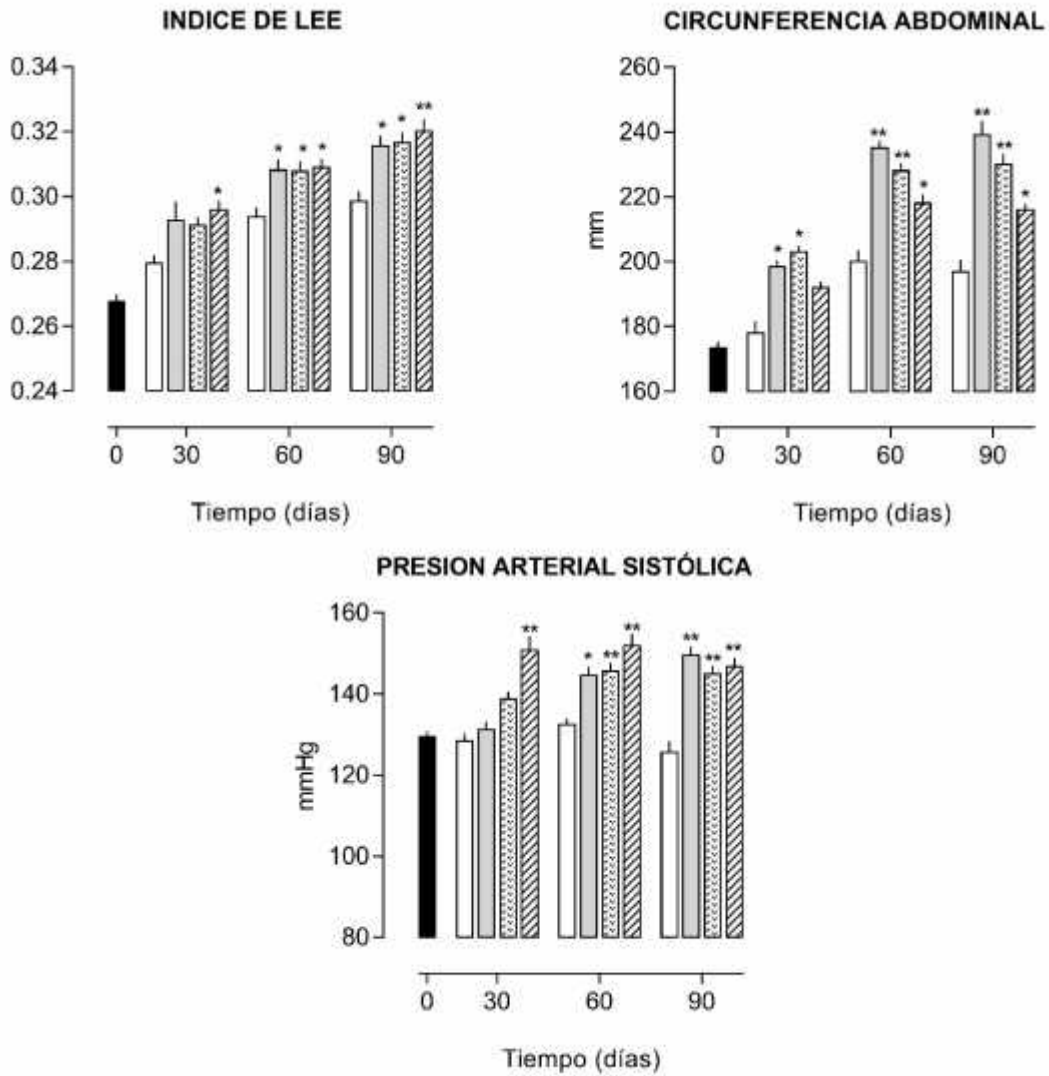 INDICE DE LEE
0.34
0.32
0.30
0.28
0.26
0.24
* * * * * * **
0 30 60 90
Tiempo (días)
CIRCUNFERENCIA ABDOMINAL
260
240
220
200
180
160
mm
* * ** ** * ** ** *
0 30 60 90
Tiempo (días)
PRESION ARTERIAL SISTÓLICA
160
140
120
100
80
mmHg
** * ** ** ** ** **
0 30 60 90
Tiempo (días)